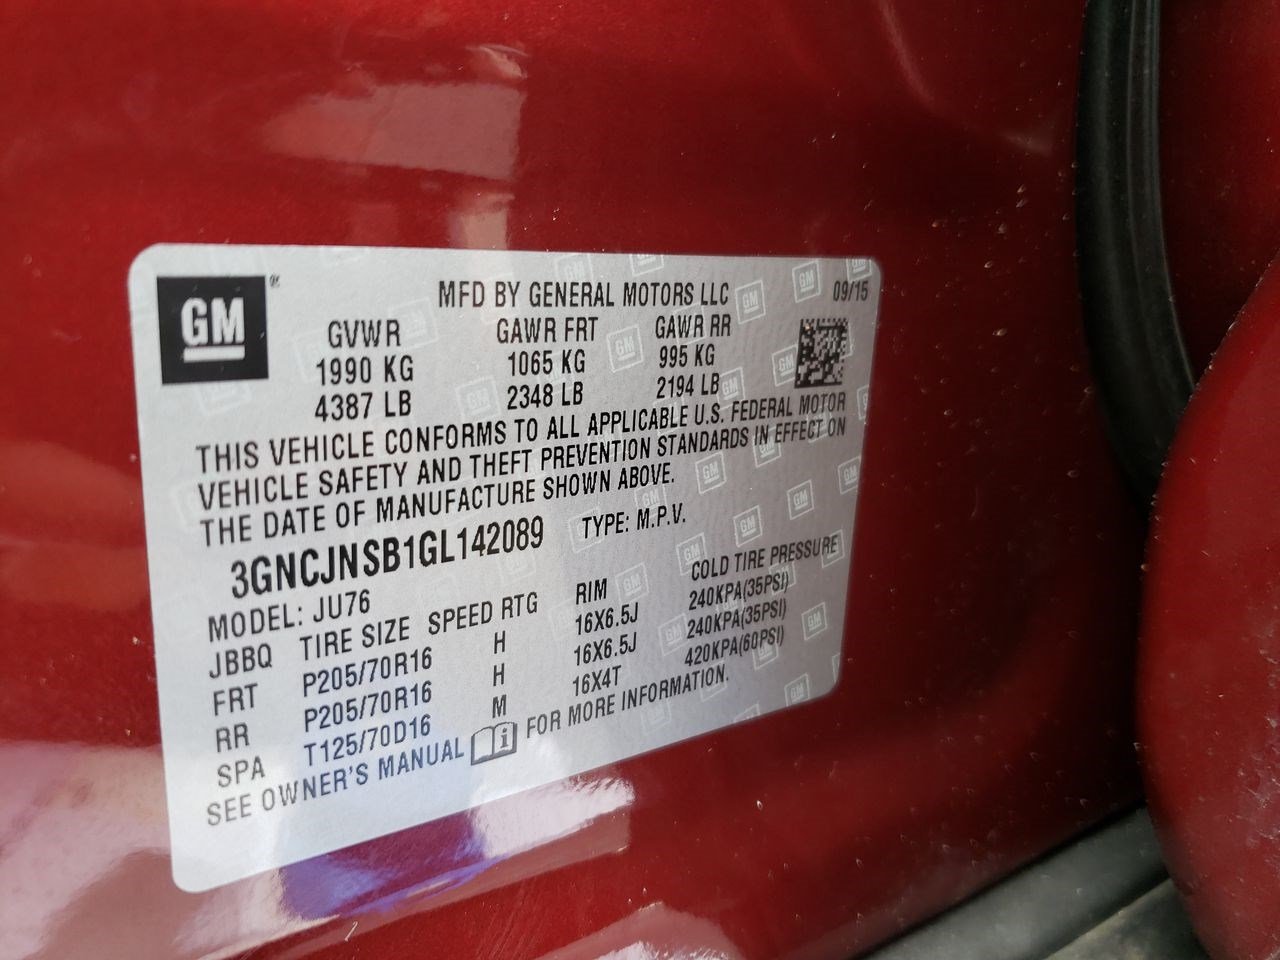 GM ®
MFD BY GENERAL MOTORS LLC 09/15
GVWR GAWR FRT GAWR RR
1990 KG 1065 KG 995 KG
4387 LB 2348 LB 2194 LB
THIS VEHICLE CONFORMS TO ALL APPLICABLE U.S. FEDERAL MOTOR
VEHICLE SAFETY AND THEFT PREVENTION STANDARDS IN EFFECT ON
THE DATE OF MANUFACTURE SHOWN ABOVE.
3GNCJNSB1GL142089 TYPE: M.P.V.
MODEL: JU76
JBBQ TIRE SIZE SPEED RTG RIM COLD TIRE PRESSURE
FRT P205/70R16 H 16X6.5J 240KPA(35PSI)
RR P205/70R16 H 16X6.5J 240KPA(35PSI)
SPA T125/70D16 M 16X4T 420KPA(60PSI)
SEE OWNER'S MANUAL i FOR MORE INFORMATION.